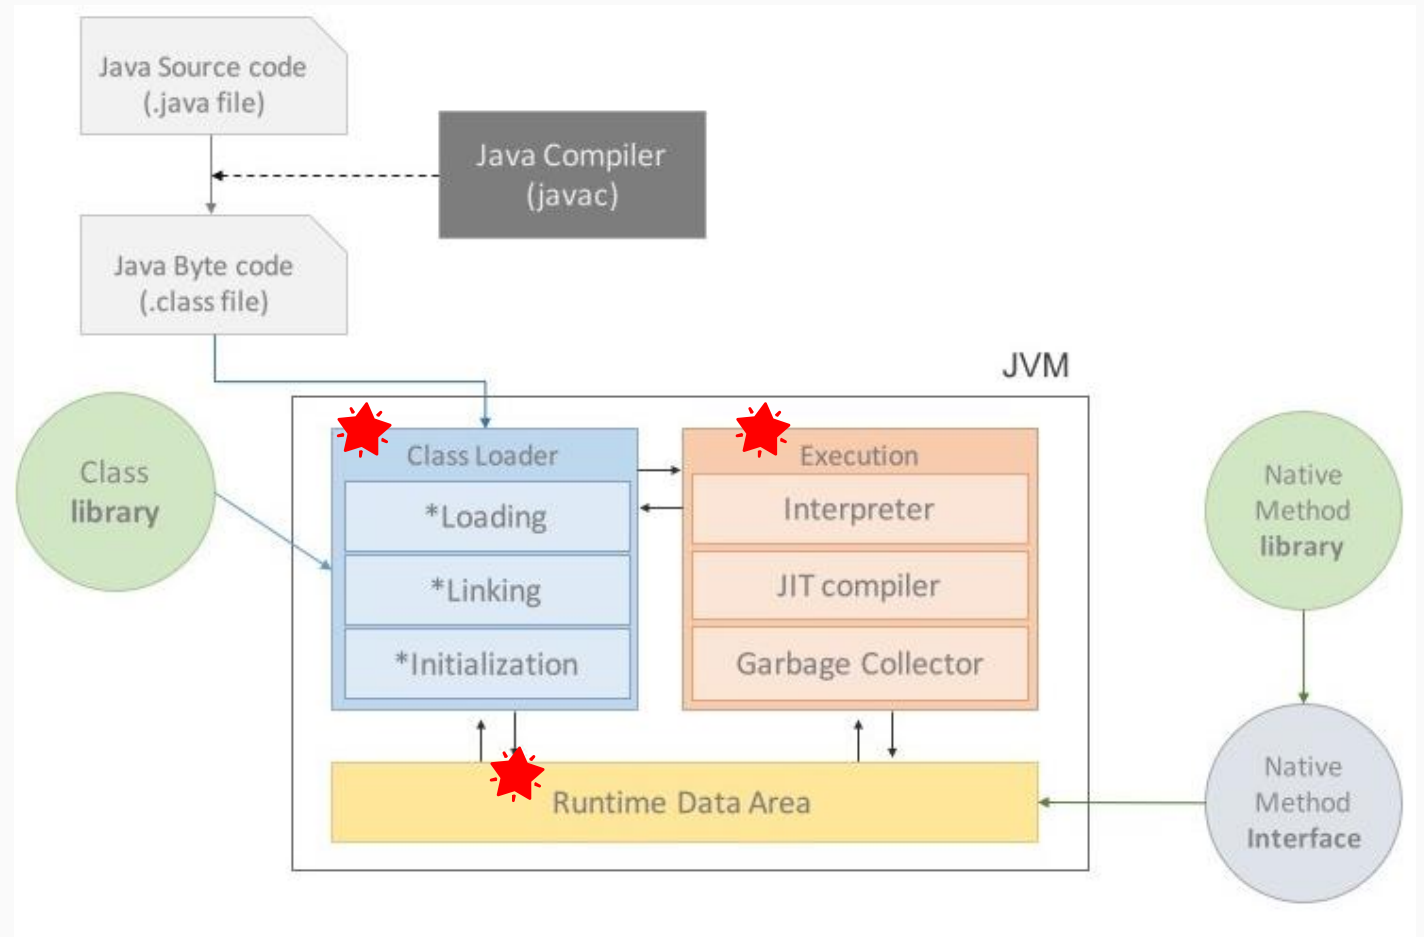 Java Source code
(.java file)
Java Compiler
(javac)
Java Byte code
(.class file)
JVM
Class
library
Class Loader
*Loading
*Linking
*Initialization
Execution
Interpreter
JIT compiler
Garbage Collector
Runtime Data Area
Native
Method
library
Native
Method
Interface